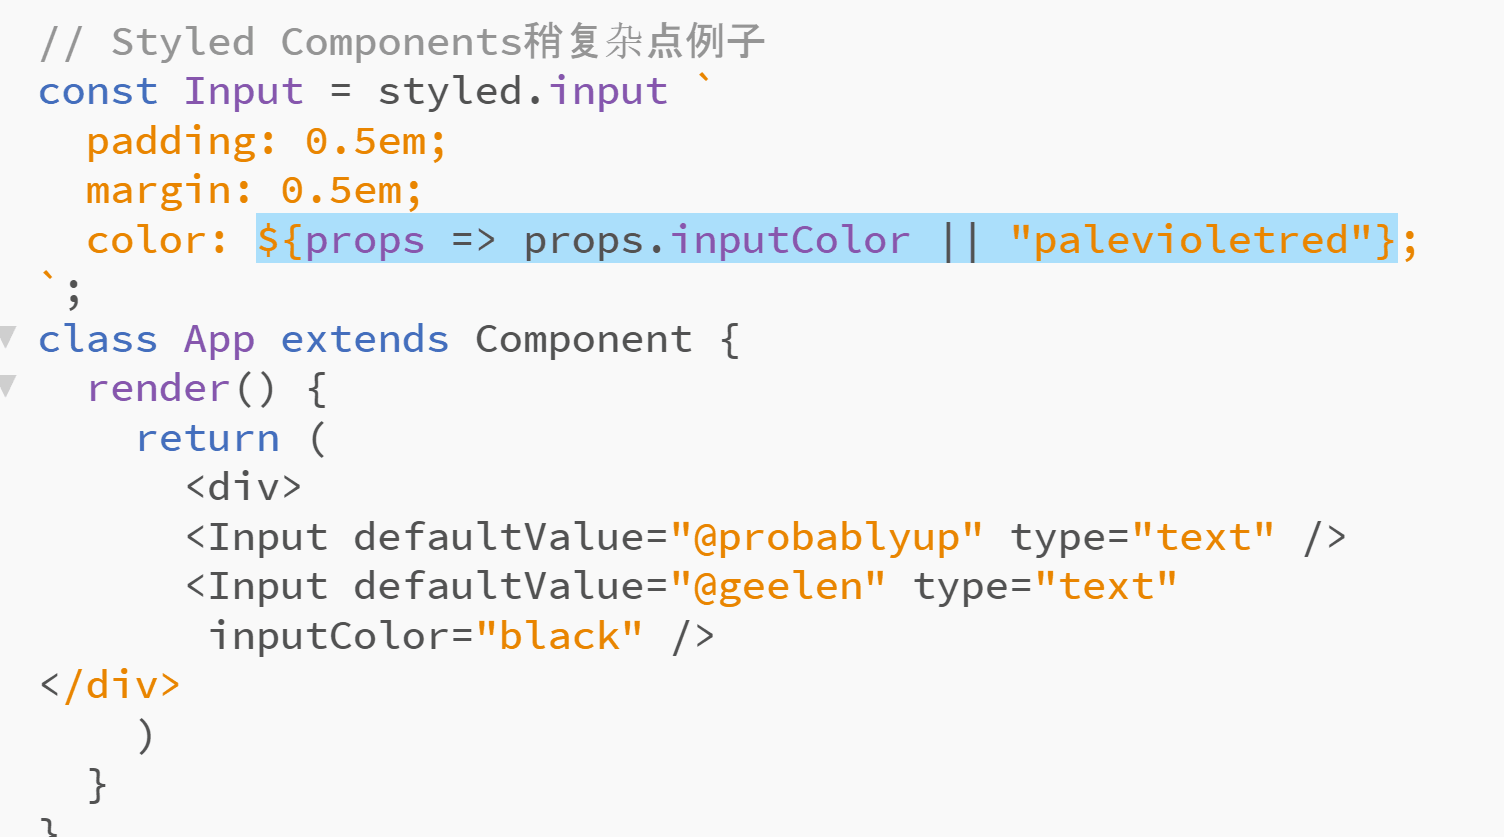 // Styled Components稍复杂点例子
const Input = styled.input `
  padding: 0.5em;
  margin: 0.5em;
  color: ${props => props.inputColor || "palevioletred"};
`;
class App extends Component {
  render() {
    return (
      <div>
      <Input defaultValue="@probablyup" type="text" />
      <Input defaultValue="@geelen" type="text"
       inputColor="black" />
</div>
    )
  }
}